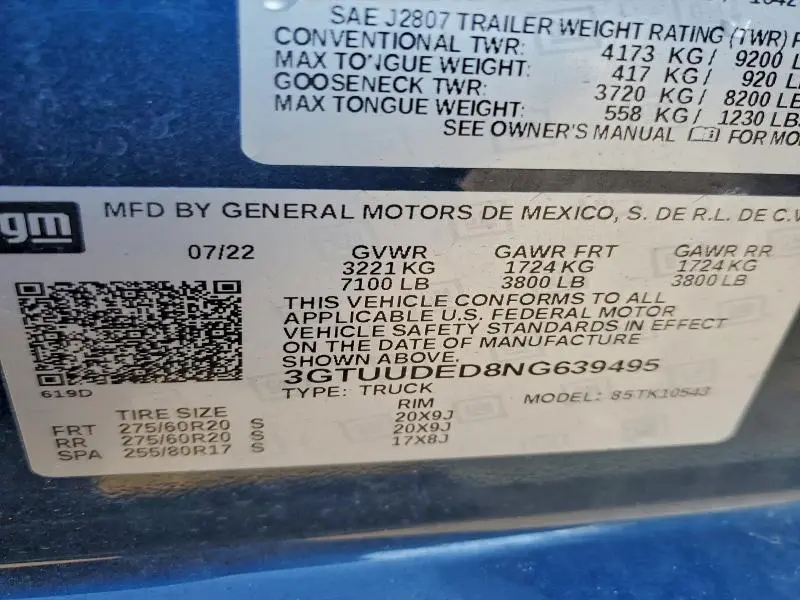 SAE J2807 TRAILER WEIGHT RATING (TWR)
CONVENTIONAL TWR: 4173 KG/ 9200
MAX TONGUE WEIGHT: 417 KG/ 920
GOOSENECK TWR: 3720 KG/ 8200
MAX TONGUE WEIGHT: 558 KG/ 1230 LBS
SEE OWNER'S MANUAL FOR
gm
MFD BY GENERAL MOTORS DE MEXICO, S. DE R.L. DE C.V
07/22 GVWR GAWR FRT GAWR RR
3221 KG 1724 KG 1724 KG
7100 LB 3800 LB 3800 LB
THIS VEHICLE CONFORMS TO ALL
APPLICABLE U.S. FEDERAL MOTOR
VEHICLE SAFETY STANDARDS IN EFFECT
ON THE DATE OF MANUFACTURE
SHOWN ABOVE.
3GTUUDED8NG639495
619D TYPE: TRUCK MODEL: 85TK10543
TIRE SIZE RIM
FRT 275/60R20 S 20X9J
RR 275/60R20 S 20X9J
SPA 255/80R17 S 17X8J